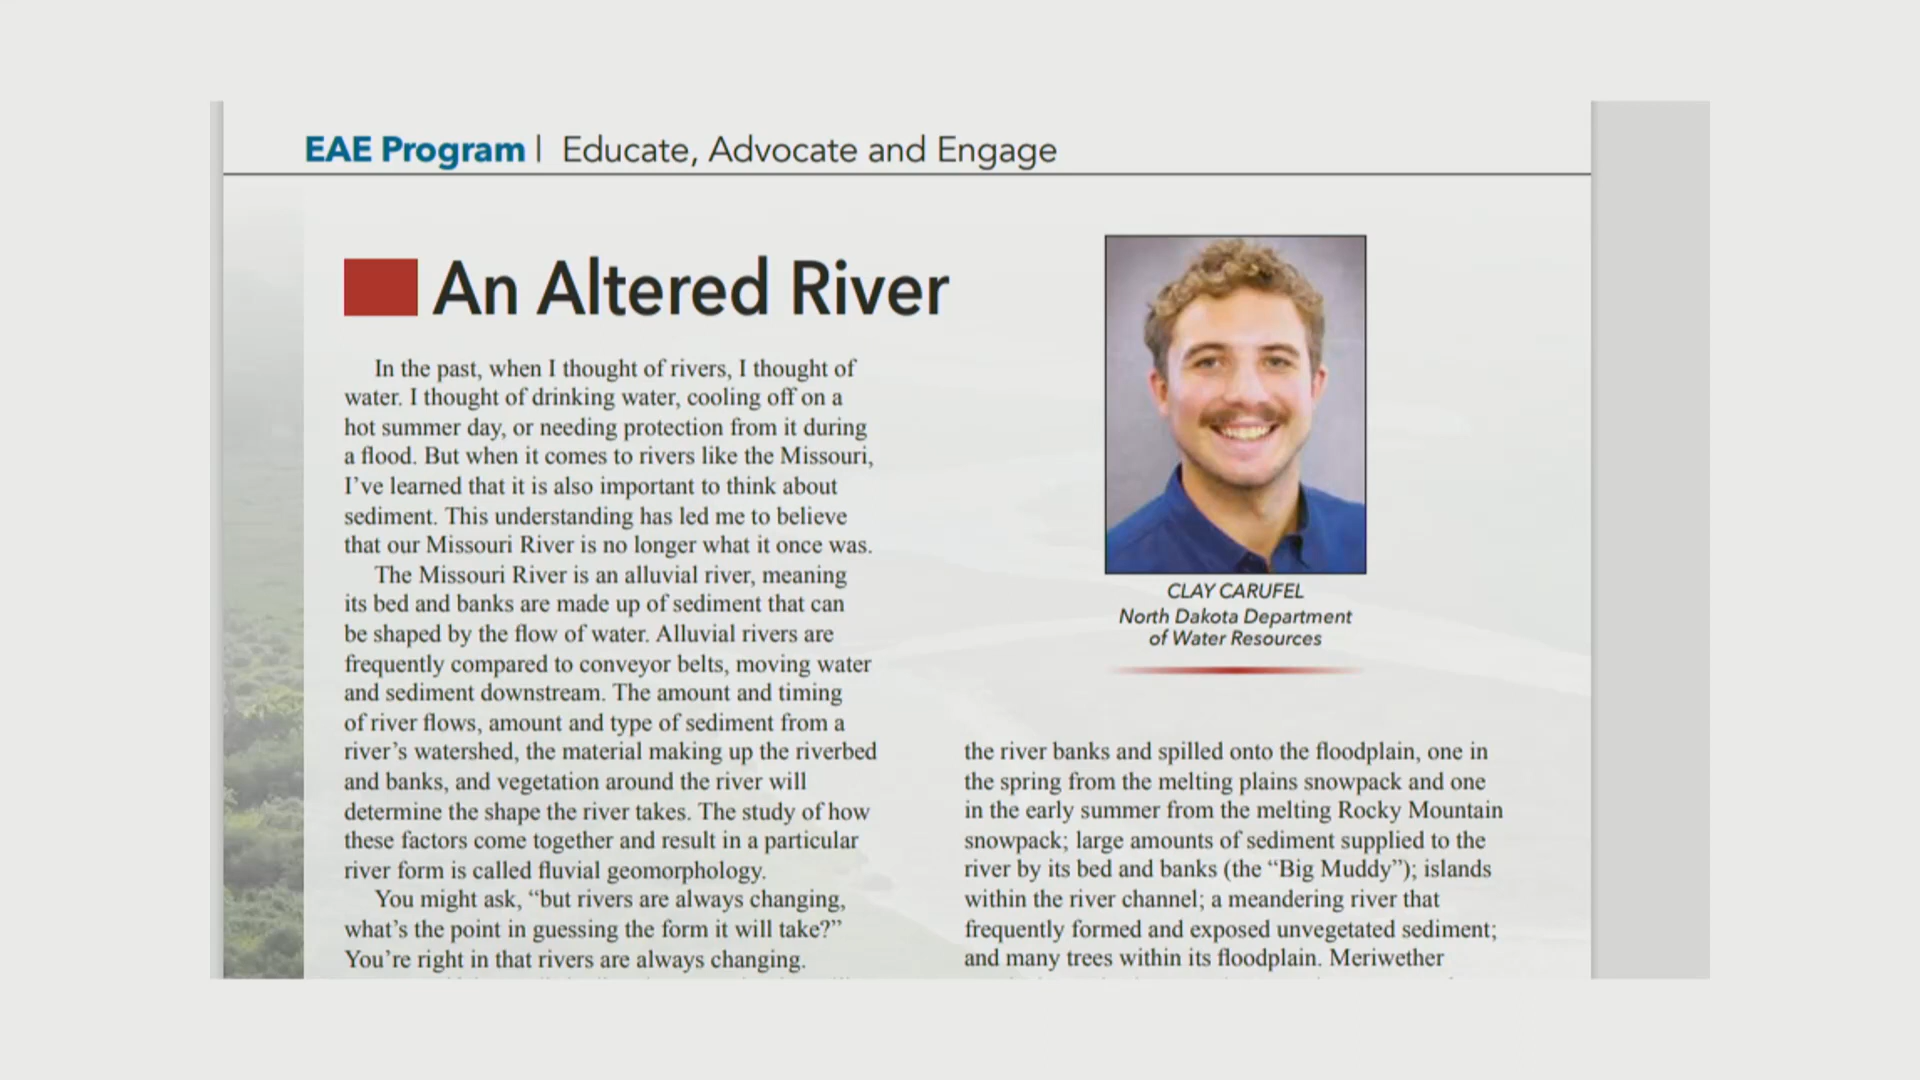 EAE Program | Educate, Advocate and Engage
An Altered River
In the past, when I thought of rivers, I thought of
water. I thought of drinking water, cooling off on a
hot summer day, or needing protection from it during
a flood. But when it comes to rivers like the Missouri,
I've learned that it is also important to think about
sediment. This understanding has led me to believe
that our Missouri River is no longer what it once was.
The Missouri River is an alluvial river, meaning
its bed and banks are made up of sediment that can
be shaped by the flow of water. Alluvial rivers are
frequently compared to conveyor belts, moving water
and sediment downstream. The amount and timing
of river flows, amount and type of sediment from a
river's watershed, the material making up the riverbed
and banks, and vegetation around the river will
determine the shape the river takes. The study of how
these factors come together and result in a particular
river form is called fluvial geomorphology.
You might ask, “but rivers are always changing,
what's the point in guessing the form it will take?”
You're right in that rivers are always changing.
CLAY CARUFEL
North Dakota Department
of Water Resources
the river banks and spilled onto the floodplain, one in
the spring from the melting plains snowpack and one
in the early summer from the melting Rocky Mountain
snowpack; large amounts of sediment supplied to the
river by its bed and banks (the “Big Muddy”); islands
within the river channel; a meandering river that
frequently formed and exposed unvegetated sediment;
and many trees within its floodplain. Meriwether